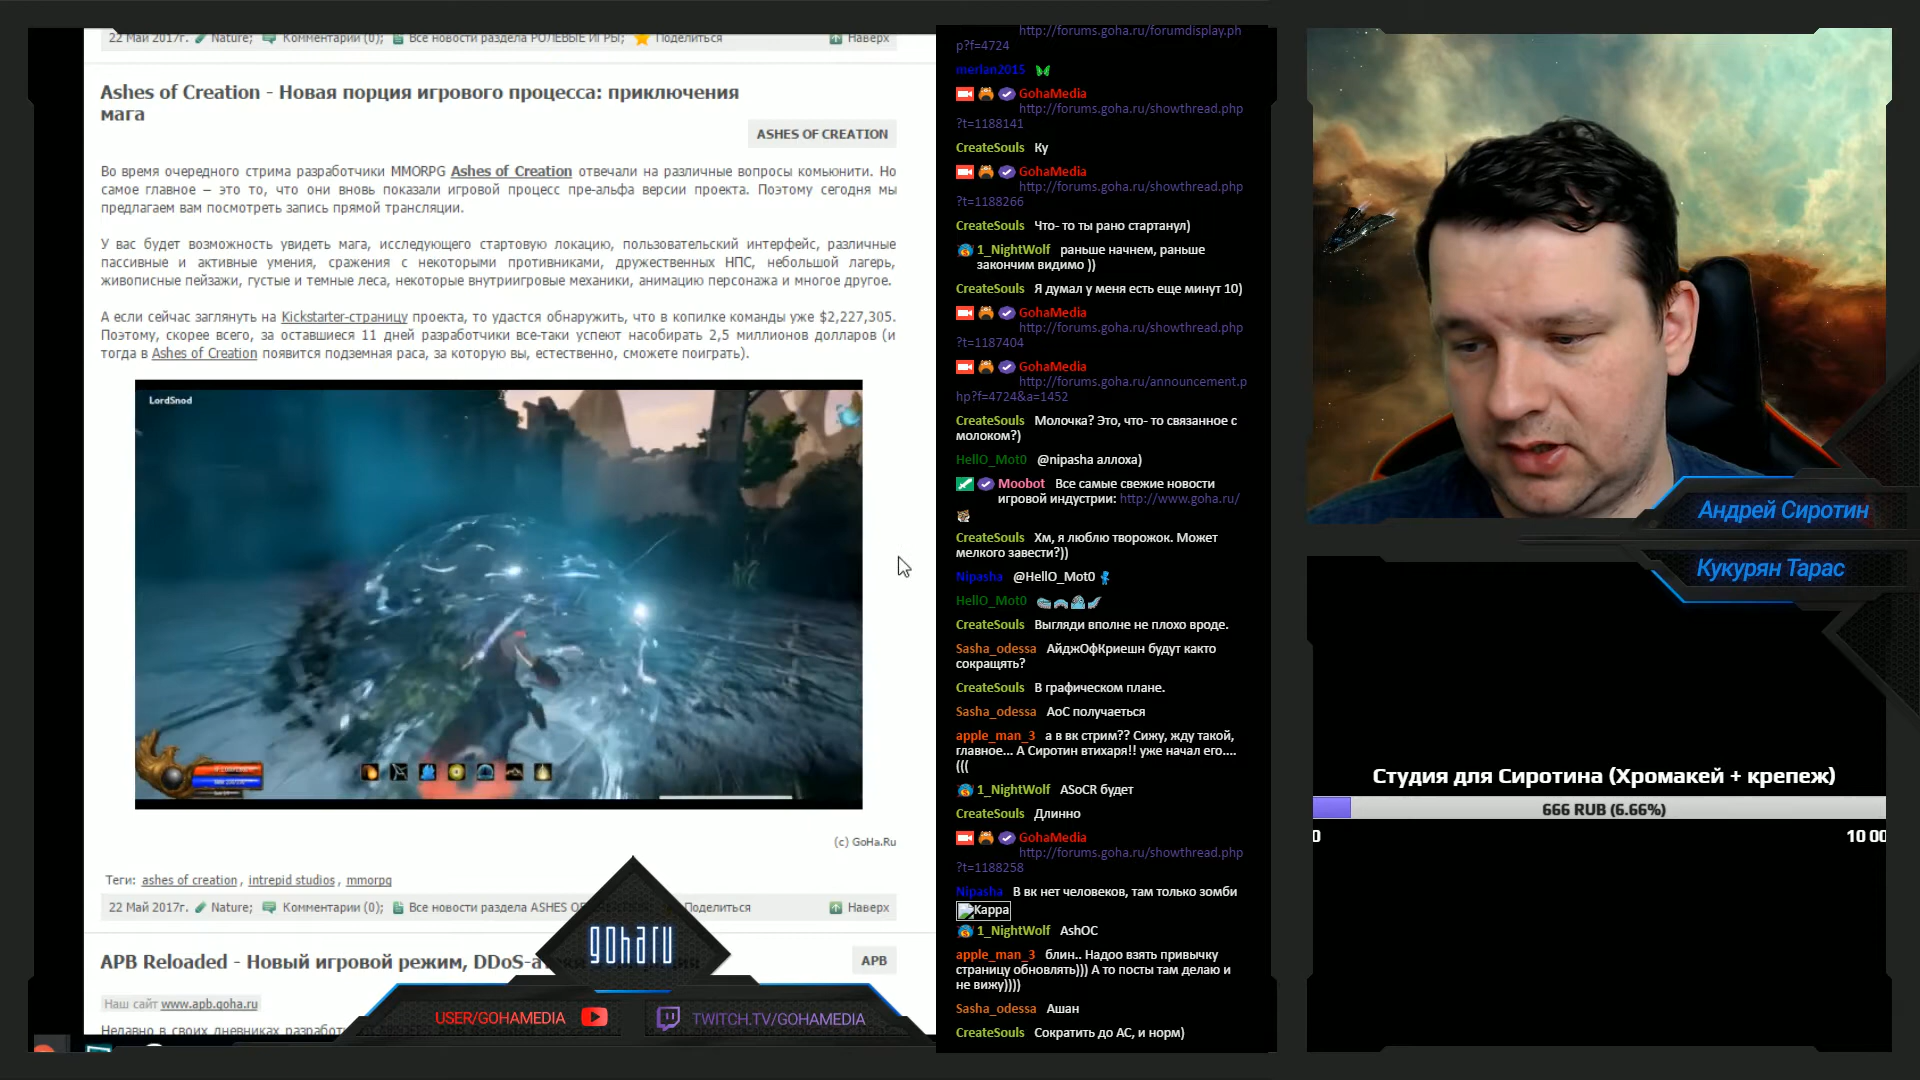 22 Май 2017г. Nature; Комментарии (0); Все новости раздела РОЛЕВЫЕ ИГРЫ; Поделиться Наверх
Ashes of Creation - Новая порция игрового процесса: приключения
мага
ASHES OF CREATION
Во время очередного стрима разработчики MMORPG Ashes of Creation отвечали на различные вопросы комьюнити. Но
самое главное – это то, что они вновь показали игровой процесс пре-альфа версии проекта. Поэтому сегодня мы
предлагаем вам посмотреть запись прямой трансляции.
У вас будет возможность увидеть мага, исследующего стартовую локацию, пользовательский интерфейс, различные
пассивные и активные умения, сражения с некоторыми противниками, дружественных НПС, небольшой лагерь,
живописные пейзажи, густые и темные леса, некоторые внутриигровые механики, анимацию персонажа и многое другое.
А если сейчас заглянуть на Kickstarter-страницу проекта, то удастся обнаружить, что в копилке команды уже $2,227,305.
Поэтому, скорее всего, за оставшиеся 11 дней разработчики все-таки успеют насобирать 2,5 миллионов долларов (и
тогда в Ashes of Creation появится подземная раса, за которую вы, естественно, сможете поиграть).
LordSnod
(c) GoHa.Ru
Теги: ashes of creation, intrepid studios, mmorpg
22 Май 2017г. Nature; Комментарии (0); Все новости раздела ASHES Поделиться Наверх
APB Reloaded - Новый игровой режим, DDoS-
APB
Наш сайт www.apb.goha.ru
Недавно в своих дневниках
goharu
USER/GOHAMEDIA
TWITCH.TV/GOHAMEDIA
http://forums.goha.ru/forumdisplay.ph
p?f=4724
merlan2015
GohaMedia
http://forums.goha.ru/showthread.php
?t=1188141
CreateSouls Ку
GohaMedia
http://forums.goha.ru/showthread.php
?t=1188266
CreateSouls Что- то ты рано стартанул)
1_NightWolf раньше начнем, раньше
закончим видимо ))
CreateSouls Я думал у меня есть еще минут 10)
GohaMedia
http://forums.goha.ru/showthread.php
?t=1187404
GohaMedia
http://forums.goha.ru/announcement.p
hp?f=4724&a=1452
CreateSouls Молочка? Это, что- то связанное с
молоком?)
HellO_Mot0 @nipasha аллоха)
Moobot Все самые свежие новости
игровой индустрии: http://www.goha.ru/
CreateSouls Хм, я люблю творожок. Может
мелкого завести?))
Nipasha @HellO_Mot0
HellO_Mot0
CreateSouls Выгляди вполне не плохо вроде.
Sasha_odessa АйджОфКриешн будут както
сокращять?
CreateSouls В графическом плане.
Sasha_odessa АоС получаеться
apple_man_3 а в вк стрим?? Сижу, жду такой,
главное... А Сиротин втихаря!! уже начал его....
(((
1_NightWolf ASoCR будет
CreateSouls Длинно
GohaMedia
http://forums.goha.ru/showthread.php
?t=1188258
Nipasha В вк нет человеков, там только зомби
Kappa
1_NightWolf AshOC
apple_man_3 блин.. Надоо взять привычку
страницу обновлять))) А то посты там делаю и
не вижу))))
Sasha_odessa Ашан
CreateSouls Сократить до АС, и норм)
Андрей Сиротин
Кукурян Тарас
Студия для Сиротина (Хромакей + крепеж)
666 RUB (6.66%)
0
10 00